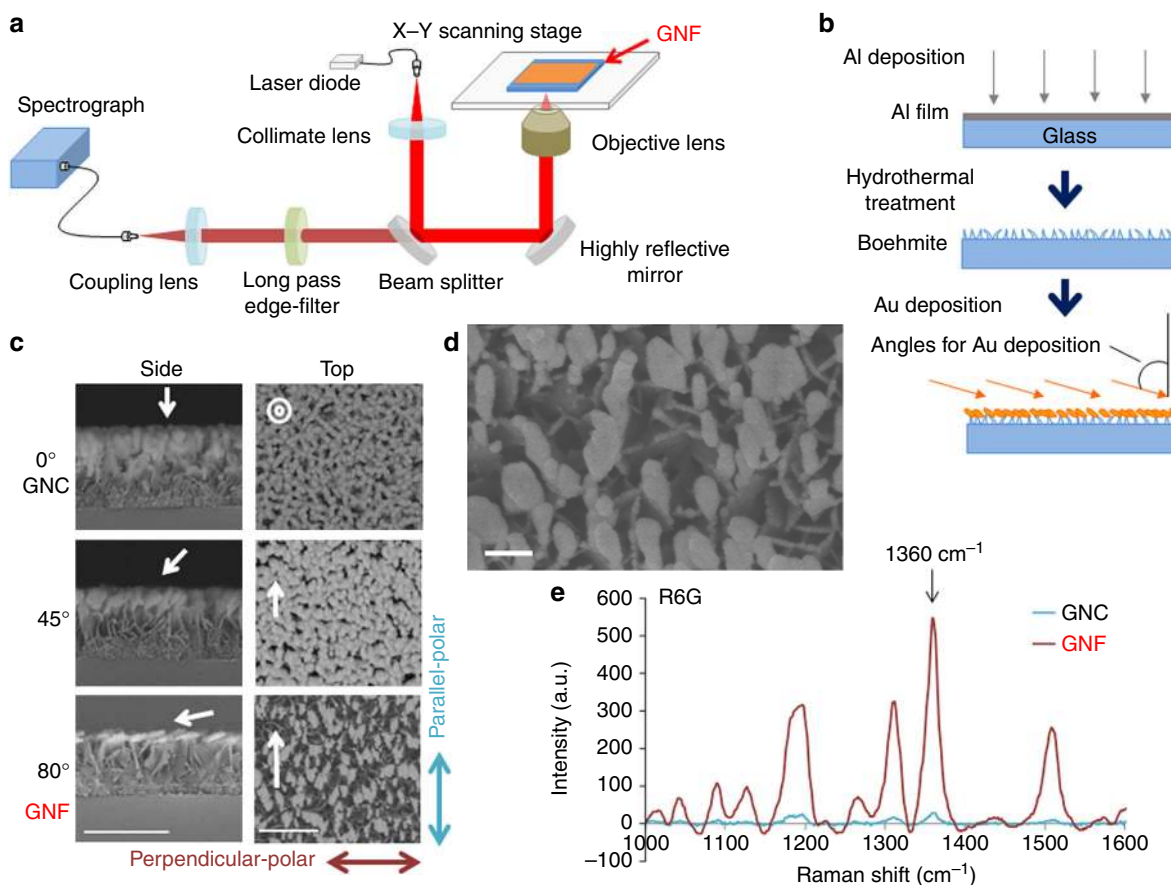 a
X–Y scanning stage
GNF
Laser diode
Spectrograph
Collimate lens
Objective lens
Coupling lens
Long pass
edge-filter
Beam splitter
Highly reflective
mirror
b
Al deposition
Al film
Glass
Hydrothermal
treatment
Boehmite
Au deposition
Angles for Au deposition
c
Side
Top
0°
GNC
45°
80°
GNF
Parallel-polar
Perpendicular-polar
d
e
R6G
1360 cm⁻¹
GNC
GNF
Intensity (a.u.)
600
500
400
300
200
100
0
−100
1000
1100
1200
1300
1400
1500
1600
Raman shift (cm⁻¹)